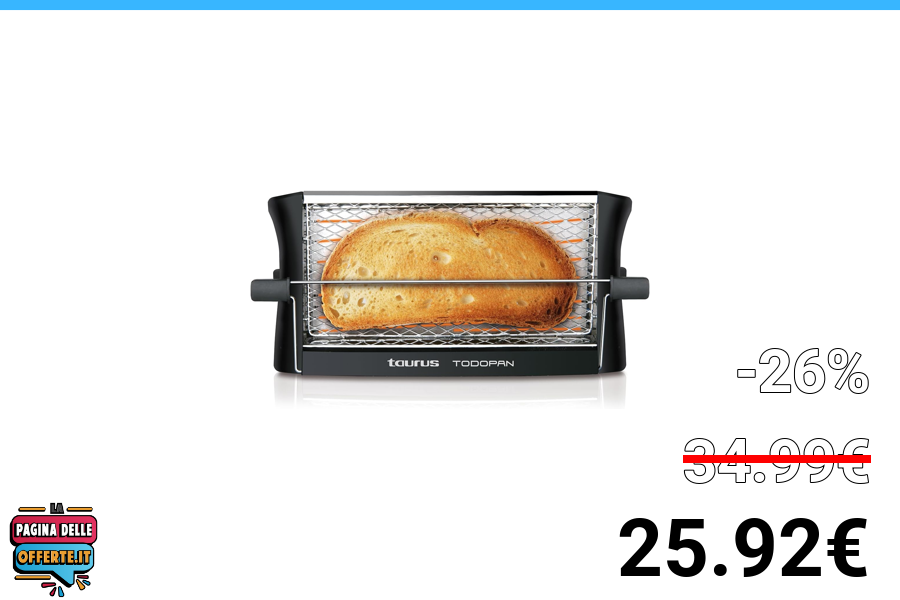 taurus TODOPAN
-26%
34.99€
25.92€
LA
PAGINA DELLE
OFFERTE.IT